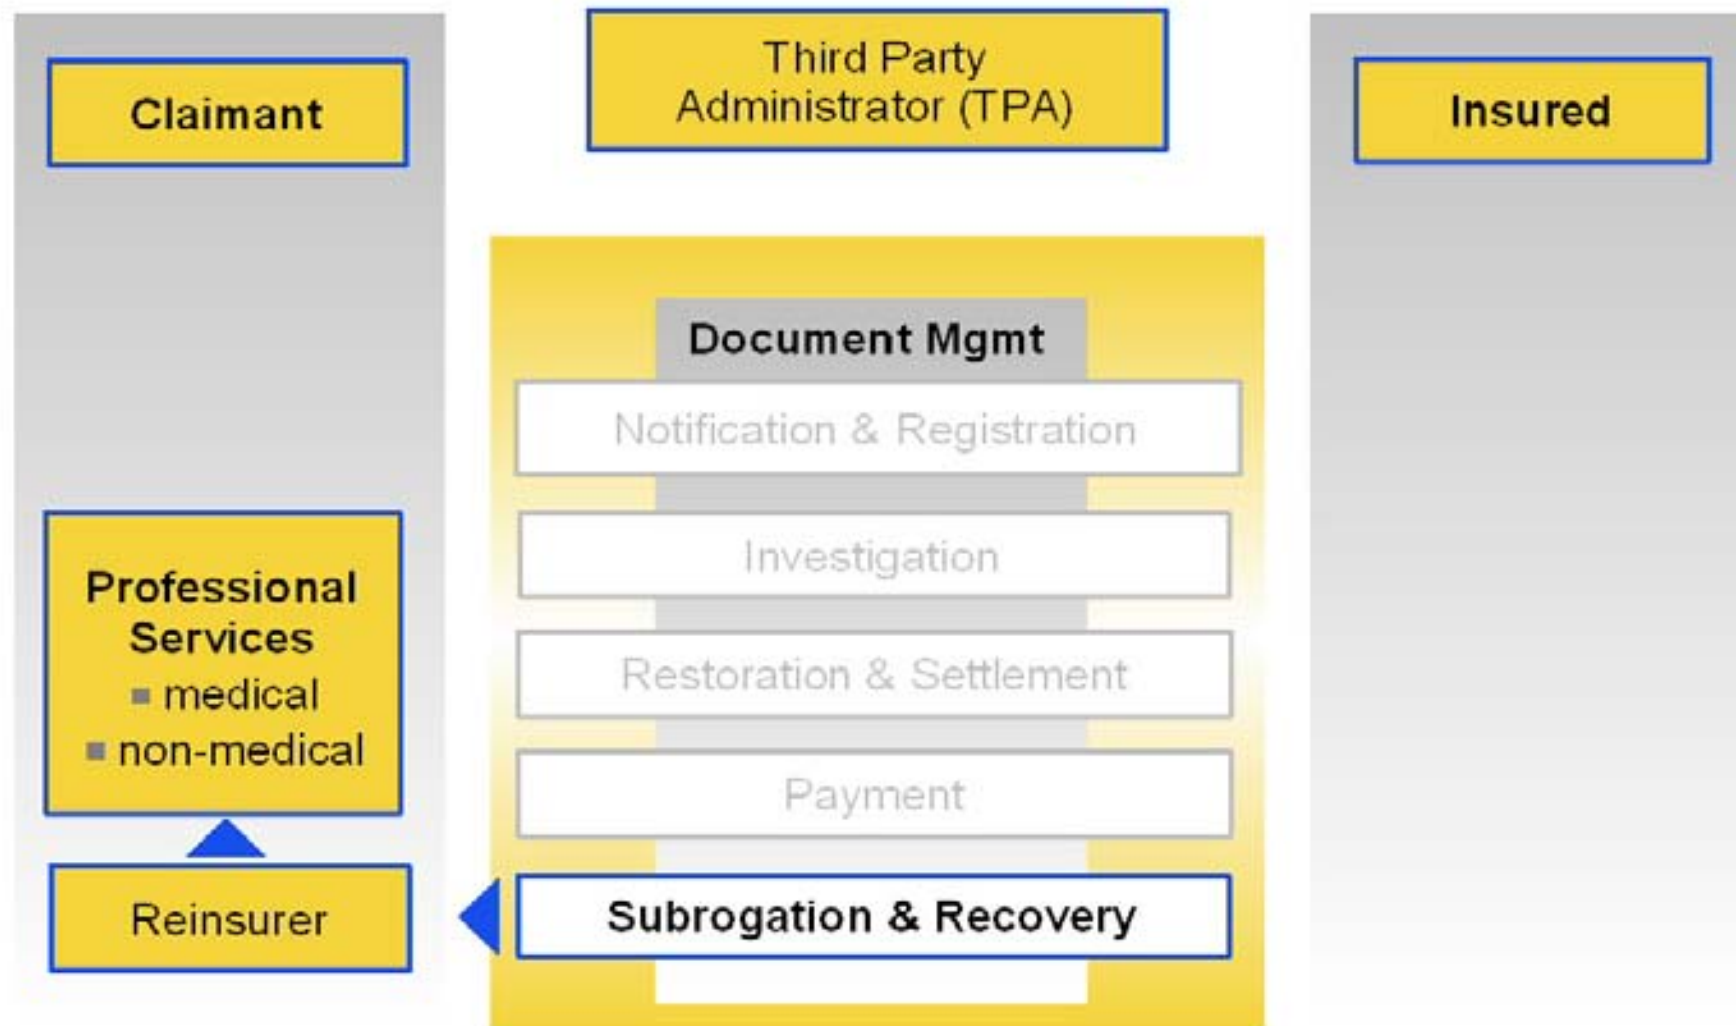 Claimant
Third Party
Administrator (TPA)
Insured
Document Mgmt
Notification & Registration
Investigation
Restoration & Settlement
Payment
Subrogation & Recovery
Professional
Services
▪ medical
▪ non-medical
Reinsurer